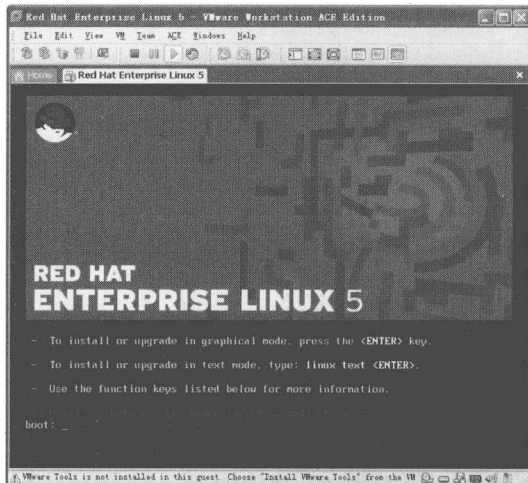 Red Hat Enterprise Linux 5 - VMware Workstation ACE Edition
File Edit View VM Team ACE Windows Help
Home Red Hat Enterprise Linux 5
RED HAT
ENTERPRISE LINUX 5
- To install or upgrade in graphical mode, press the <ENTER> key.
- To install or upgrade in text mode, type: linux text <ENTER>.
- Use the function keys listed below for more information.
boot: _
VMware Tools is not installed in this guest. Choose "Install VMware Tools" from the VM